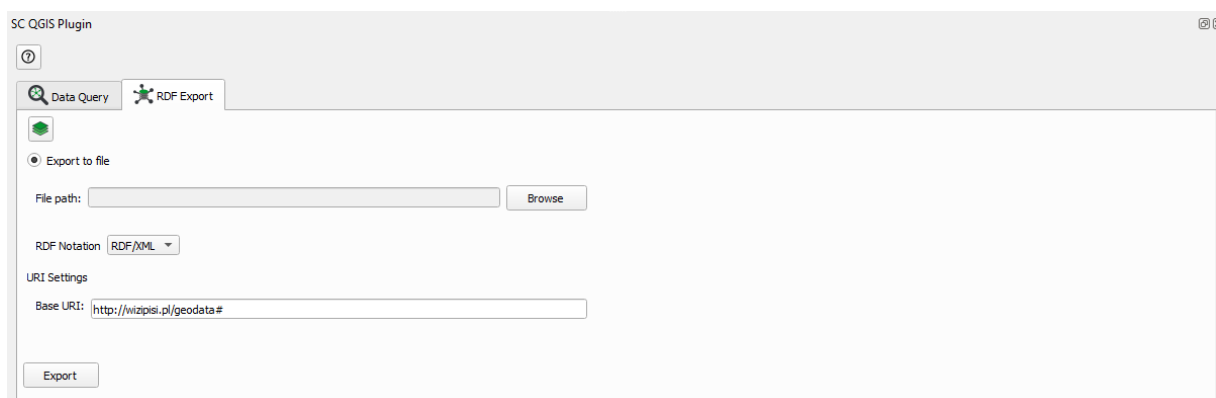 SC QGIS Plugin
Data Query RDF Export
Export to file
File path: Browse
RDF Notation RDF/XML
URI Settings
Base URI: http://wizipisi.pl/geodata#
Export